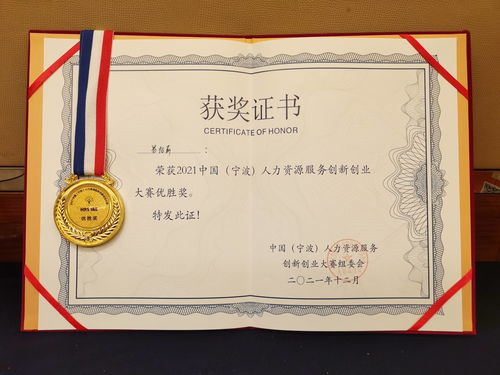 获奖证书
CERTIFICATE OF HONOR
：
荣获2021中国（宁波）人力资源服务创新创业
大赛优胜奖。
特发此证！
中国（宁波）人力资源服务
创新创业大赛组委会
二〇二一年十二月
优胜奖